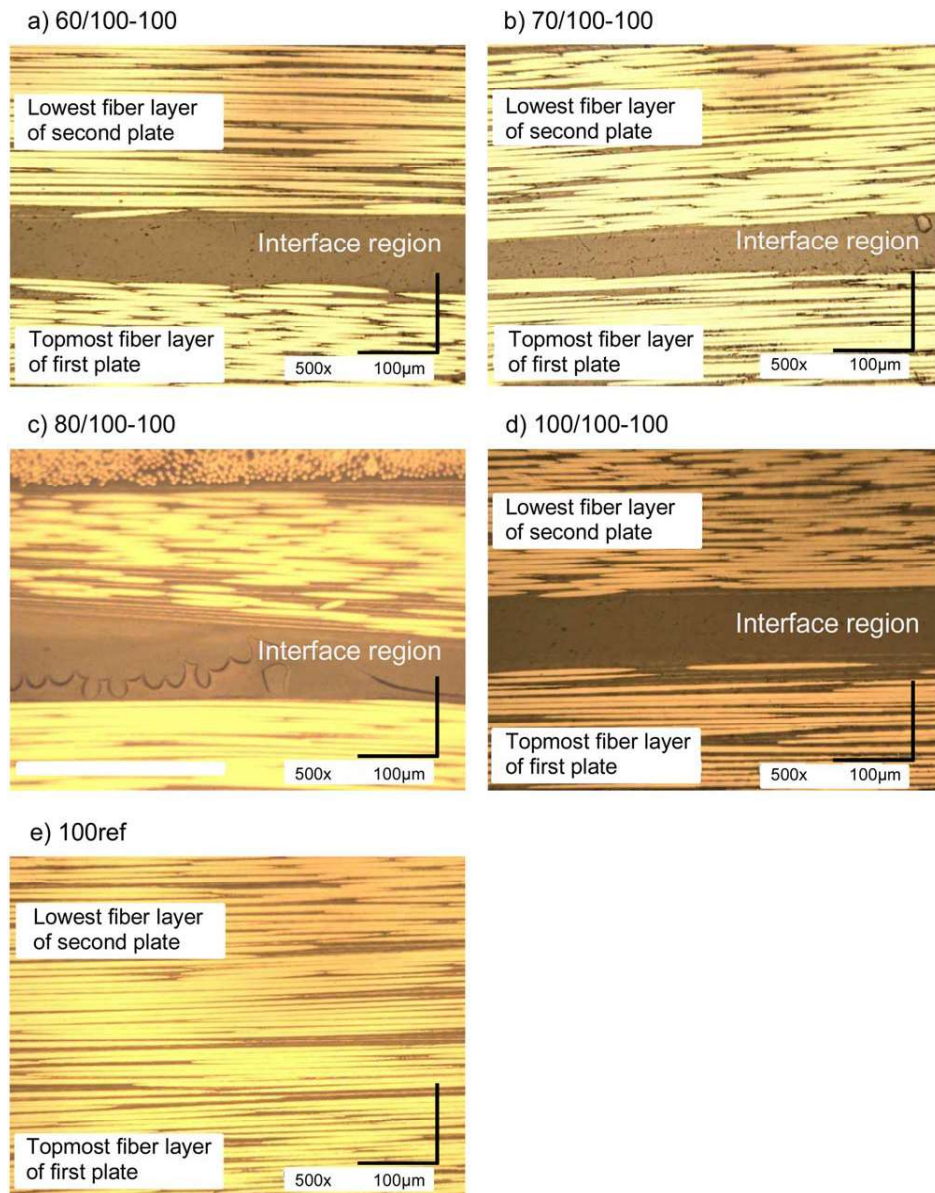 a) 60/100-100
Lowest fiber layer
of second plate
Interface region
Topmost fiber layer
of first plate
500x 100µm
b) 70/100-100
Lowest fiber layer
of second plate
Interface region
Topmost fiber layer
of first plate
500x 100µm
c) 80/100-100
Interface region
500x 100µm
d) 100/100-100
Lowest fiber layer
of second plate
Interface region
Topmost fiber layer
of first plate
500x 100µm
e) 100ref
Lowest fiber layer
of second plate
Topmost fiber layer
of first plate
500x 100µm